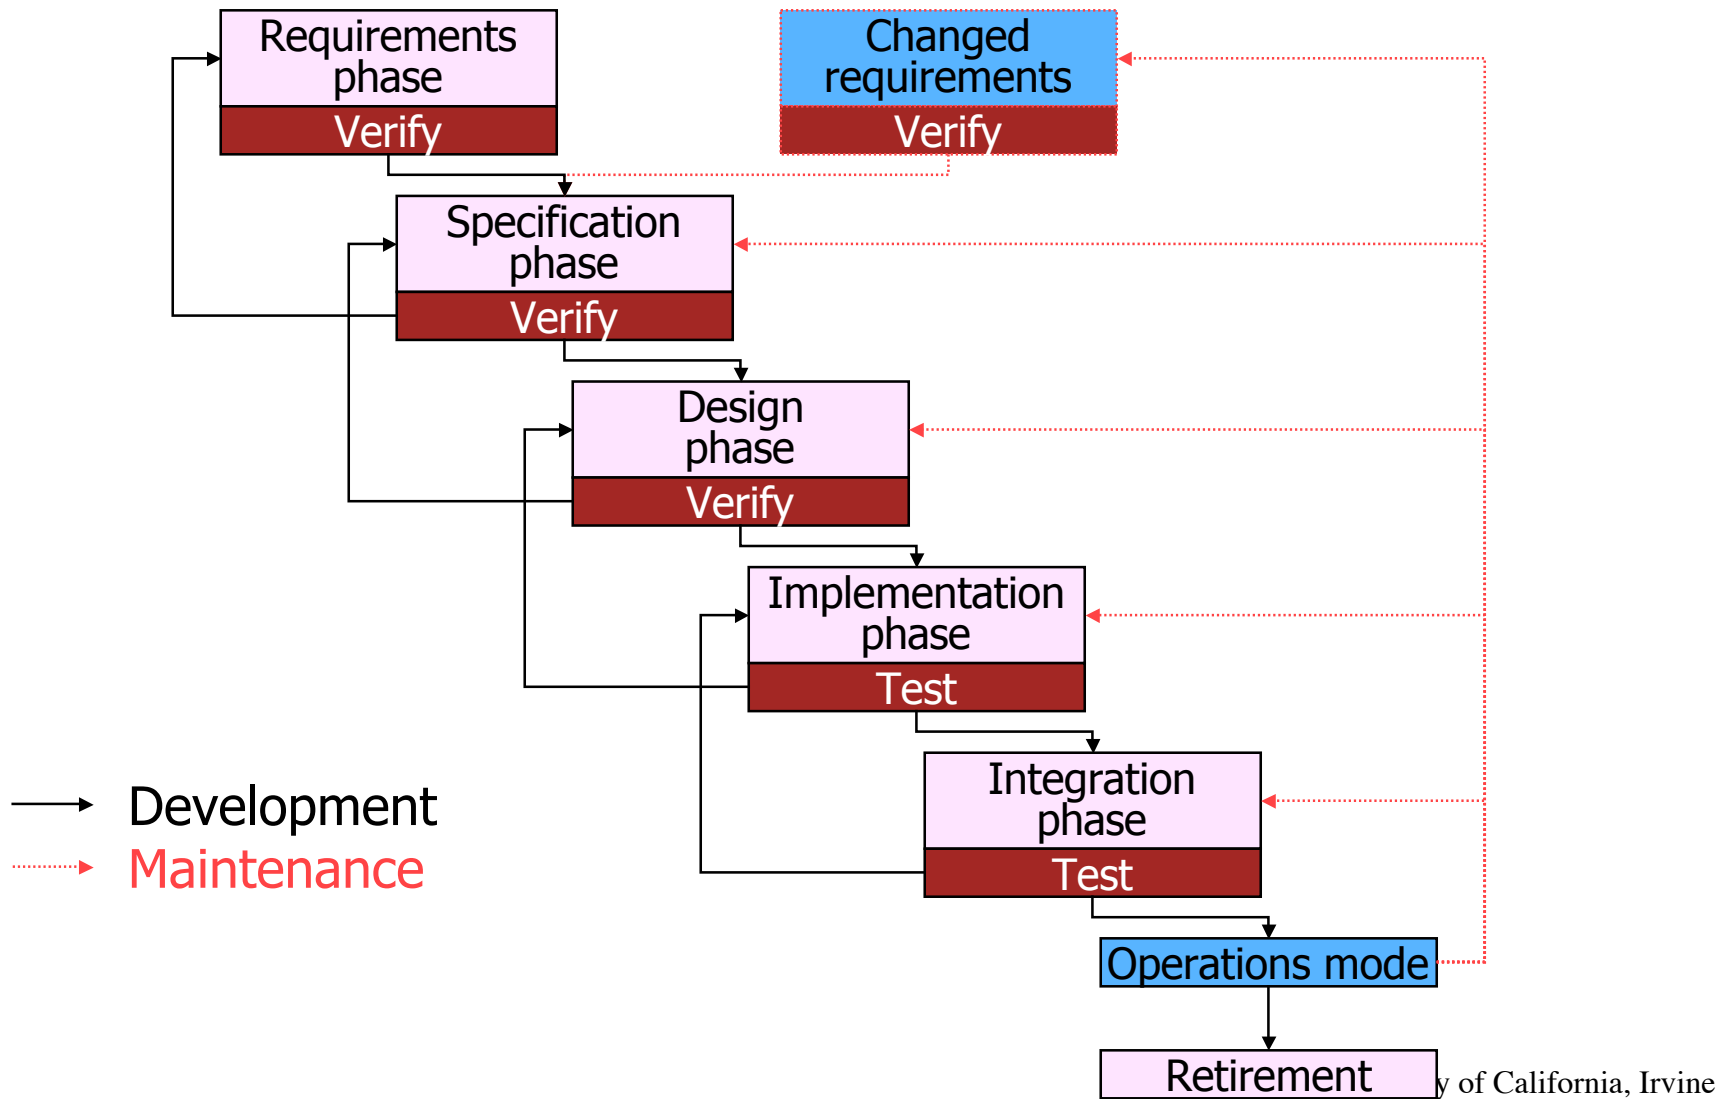 Requirements
phase
Verify
Changed
requirements
Verify
Specification
phase
Verify
Design
phase
Verify
Implementation
phase
Test
Integration
phase
Test
Development
Maintenance
Operations mode
Retirement
of California, Irvine